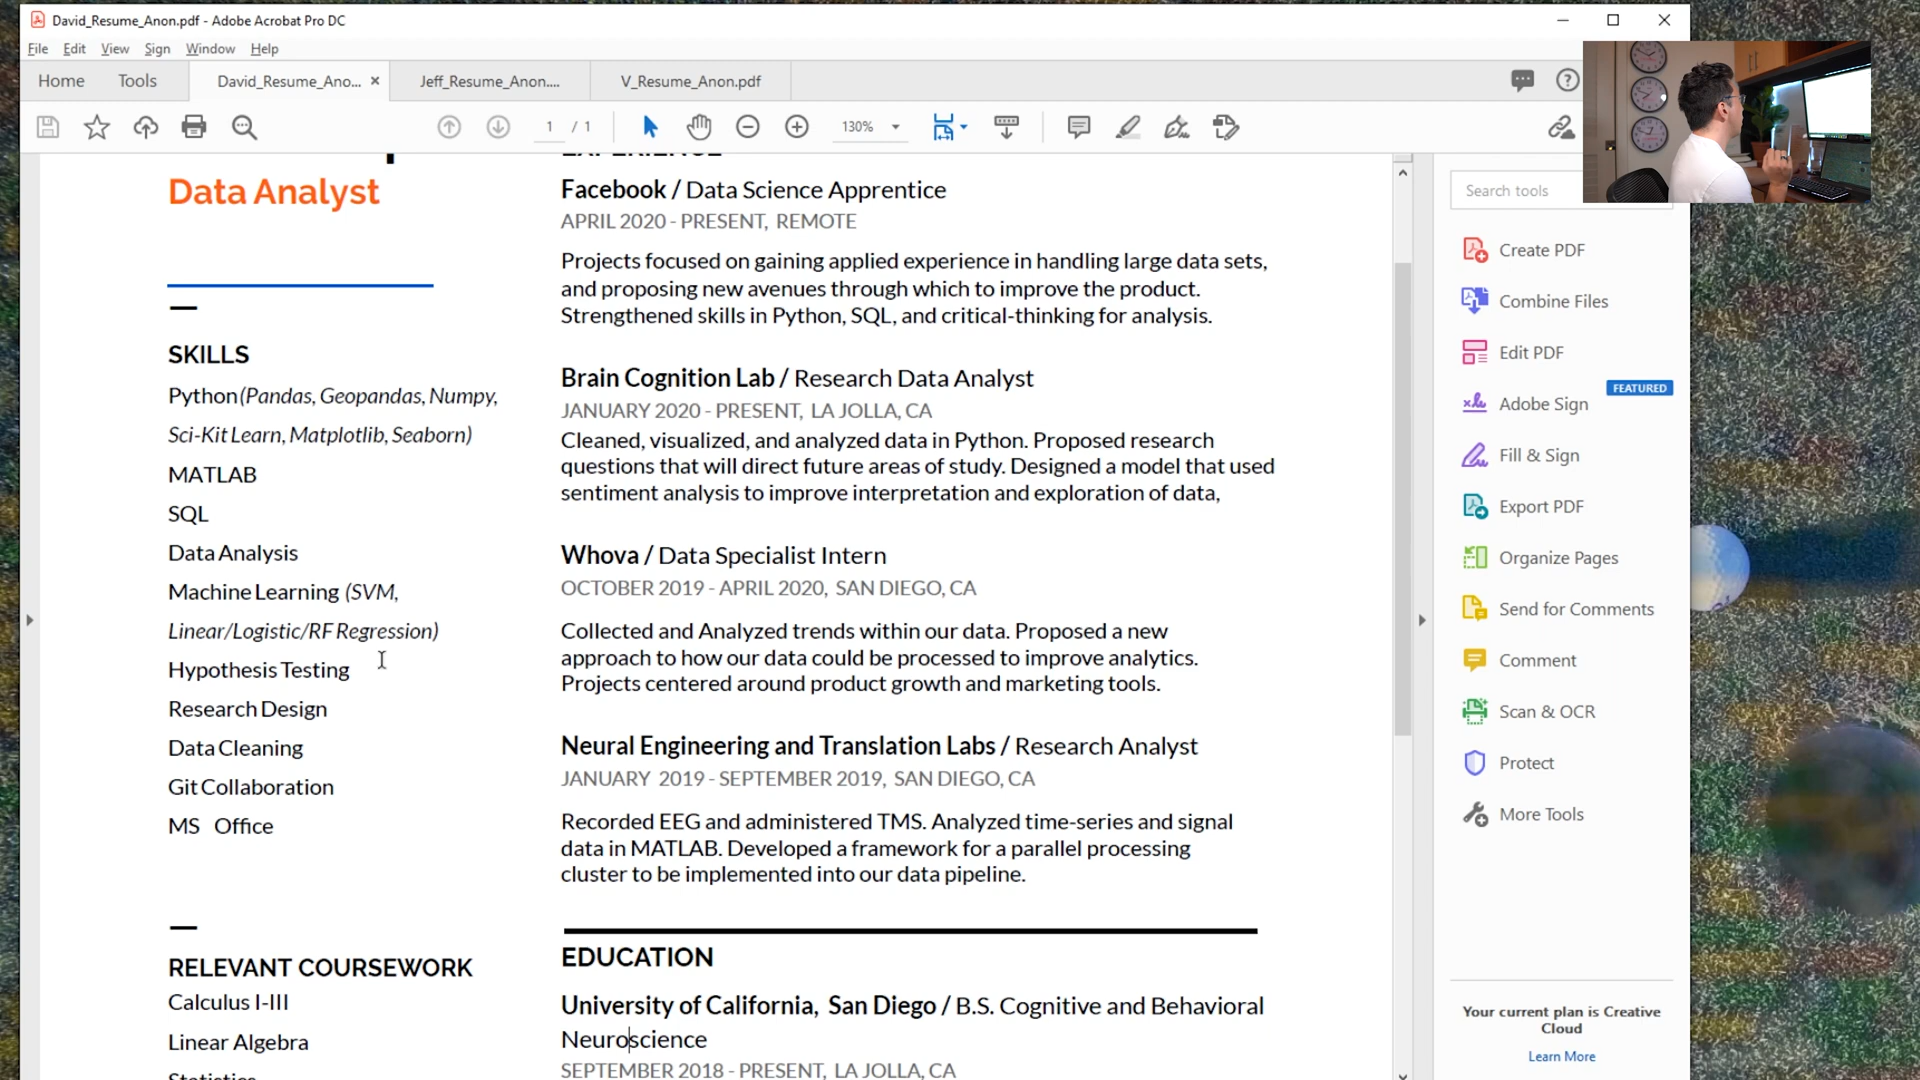 David_Resume_Anon.pdf - Adobe Acrobat Pro DC
File Edit View Sign Window Help
Home Tools David_Resume_Ano... × Jeff_Resume_Anon.... V_Resume_Anon.pdf
1 / 1 130%
Data Analyst
SKILLS
Python(Pandas, Geopandas, Numpy,
Sci-Kit Learn, Matplotlib, Seaborn)
MATLAB
SQL
Data Analysis
Machine Learning (SVM,
Linear/Logistic/RF Regression)
Hypothesis Testing
Research Design
Data Cleaning
Git Collaboration
MS Office
RELEVANT COURSEWORK
Calculus I-III
Linear Algebra
Statistics
EXPERIENCE
Facebook / Data Science Apprentice
APRIL 2020 - PRESENT, REMOTE
Projects focused on gaining applied experience in handling large data sets,
and proposing new avenues through which to improve the product.
Strengthened skills in Python, SQL, and critical-thinking for analysis.
Brain Cognition Lab / Research Data Analyst
JANUARY 2020 - PRESENT, LA JOLLA, CA
Cleaned, visualized, and analyzed data in Python. Proposed research
questions that will direct future areas of study. Designed a model that used
sentiment analysis to improve interpretation and exploration of data,
Whova / Data Specialist Intern
OCTOBER 2019 - APRIL 2020, SAN DIEGO, CA
Collected and Analyzed trends within our data. Proposed a new
approach to how our data could be processed to improve analytics.
Projects centered around product growth and marketing tools.
Neural Engineering and Translation Labs / Research Analyst
JANUARY 2019 - SEPTEMBER 2019, SAN DIEGO, CA
Recorded EEG and administered TMS. Analyzed time-series and signal
data in MATLAB. Developed a framework for a parallel processing
cluster to be implemented into our data pipeline.
EDUCATION
University of California, San Diego / B.S. Cognitive and Behavioral
Neuroscience
SEPTEMBER 2018 - PRESENT, LA JOLLA, CA
Search tools
Create PDF
Combine Files
Edit PDF
FEATURED
Adobe Sign
Fill & Sign
Export PDF
Organize Pages
Send for Comments
Comment
Scan & OCR
Protect
More Tools
Your current plan is Creative
Cloud
Learn More